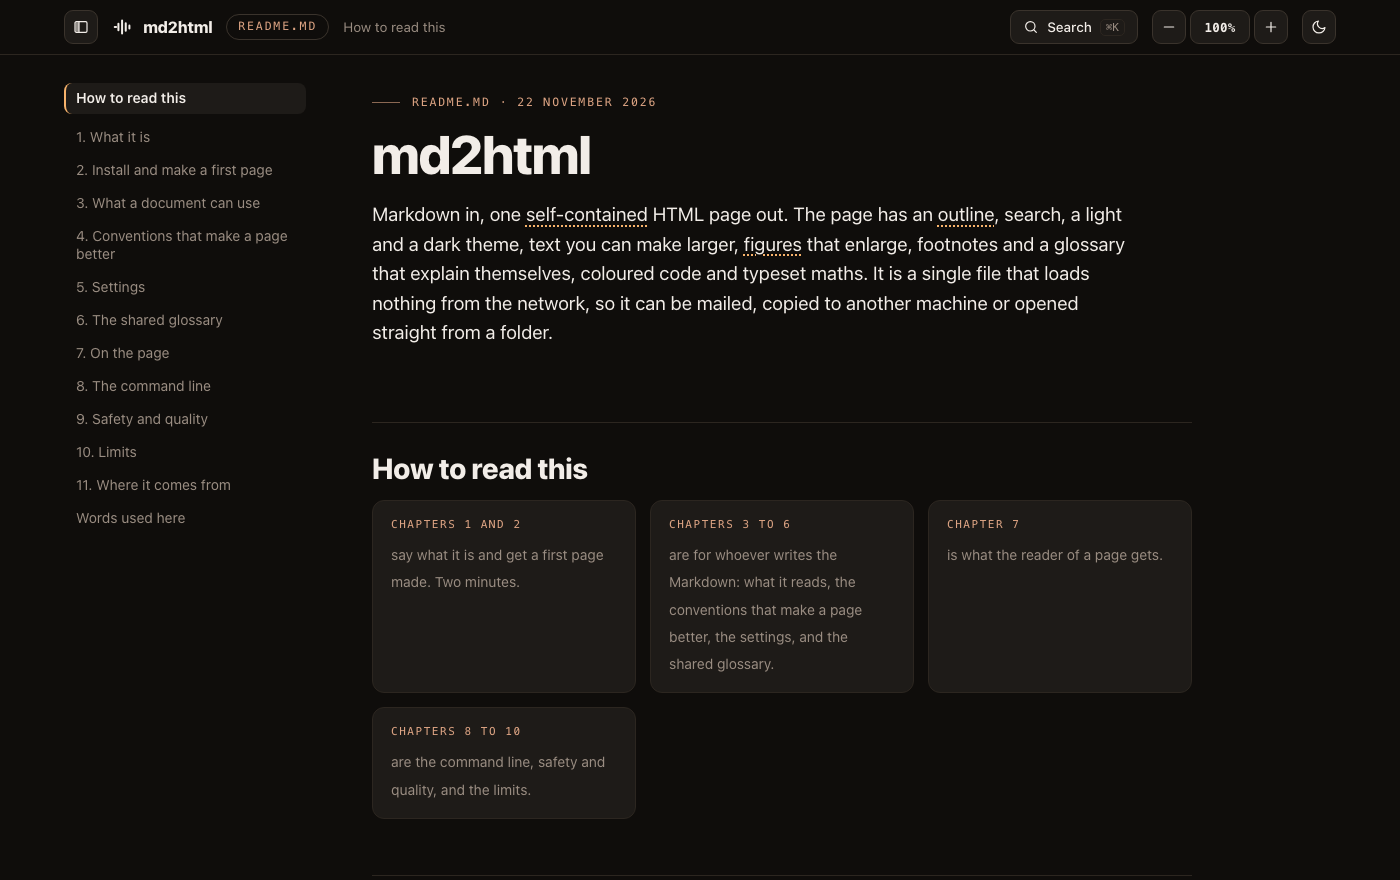 md2html
README.MD
How to read this
Search ⌘K
−
100%
+
How to read this
1. What it is
2. Install and make a first page
3. What a document can use
4. Conventions that make a page
better
5. Settings
6. The shared glossary
7. On the page
8. The command line
9. Safety and quality
10. Limits
11. Where it comes from
Words used here
README.MD · 22 NOVEMBER 2026
md2html
Markdown in, one self-contained HTML page out. The page has an outline, search, a light
and a dark theme, text you can make larger, figures that enlarge, footnotes and a glossary
that explain themselves, coloured code and typeset maths. It is a single file that loads
nothing from the network, so it can be mailed, copied to another machine or opened
straight from a folder.
How to read this
CHAPTERS 1 AND 2
say what it is and get a first page
made. Two minutes.
CHAPTERS 3 TO 6
are for whoever writes the
Markdown: what it reads, the
conventions that make a page
better, the settings, and the
shared glossary.
CHAPTER 7
is what the reader of a page gets.
CHAPTERS 8 TO 10
are the command line, safety and
quality, and the limits.